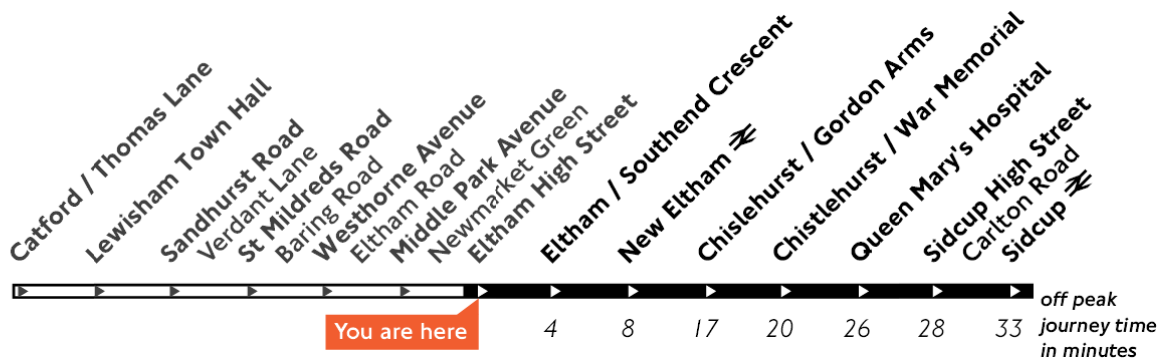 Catford / Thomas Lane
Lewisham Town Hall
Sandhurst Road
Verdant Lane
St Mildreds Road
Baring Road
Westhorne Avenue
Eltham Road
Middle Park Avenue
Newmarket Green
Eltham High Street
Eltham / Southend Crescent
New Eltham
Chislehurst / Gordon Arms
Chistlehurst / War Memorial
Queen Mary's Hospital
Sidcup High Street
Carlton Road
Sidcup
You are here
4 8 17 20 26 28 33
off peak
journey time
in minutes